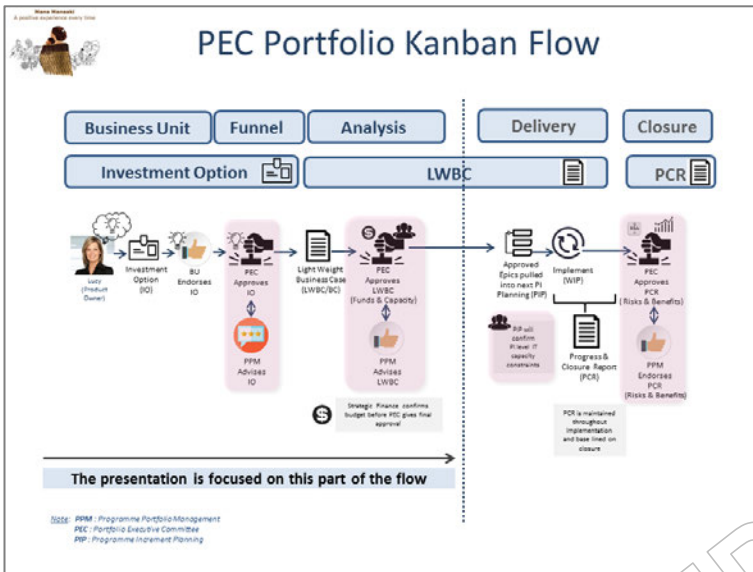 Mana Manaaki
A positive experience every time
PEC Portfolio Kanban Flow
Business Unit
Funnel
Analysis
Delivery
Closure
Investment Option
LWBC
PCR
Lucy
(Product
Owner)
Investment
Option
(IO)
BU
Endorses
IO
PEC
Approves
IO
Light Weight
Business Case
(LWBC/BC)
PEC
Approves
LWBC
(Funds & Capacity)
Approved
Epics pulled
into next PI
Planning (PIP)
Implement
(WIP)
PEC
Approves
PCR
(Risks & Benefits)
PPM
Advises
IO
PPM
Advises
LWBC
PIP will
confirm
PI level IT
capacity
constraints
Progress &
Closure Report
(PCR)
PPM
Endorses
PCR
(Risks & Benefits)
Strategic Finance confirms
budget before PEC gives final
approval
PCR is maintained
throughout
implementation
and base lined on
closure
The presentation is focused on this part of the flow
Note: PPM : Programme Portfolio Management
PEC : Portfolio Executive Committee
PIP : Programme Increment Planning